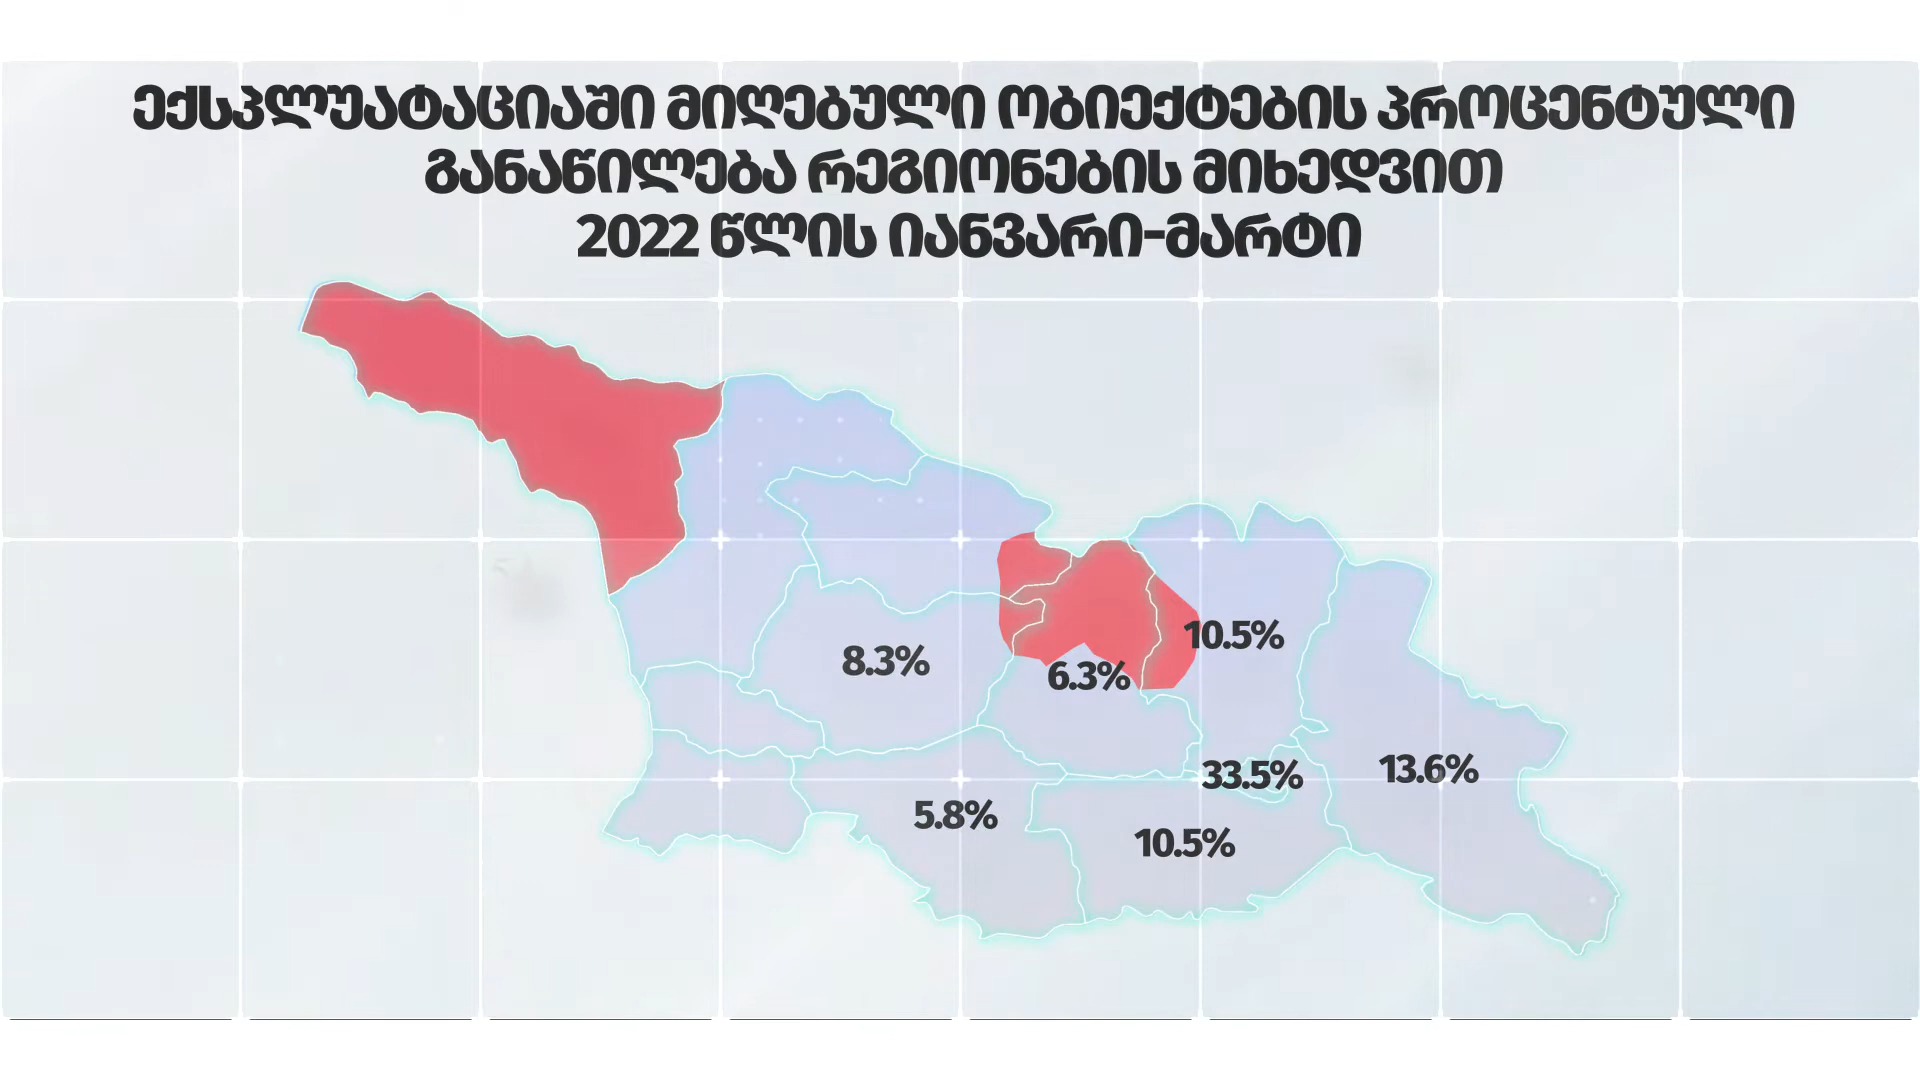 ექსპლუატაციაში მიღებული ობიექტების პროცენტული
განაწილება რეგიონების მიხედვით
2022 წლის იანვარი-მარტი
10.5%
8.3%
6.3%
33.5%
13.6%
5.8%
10.5%